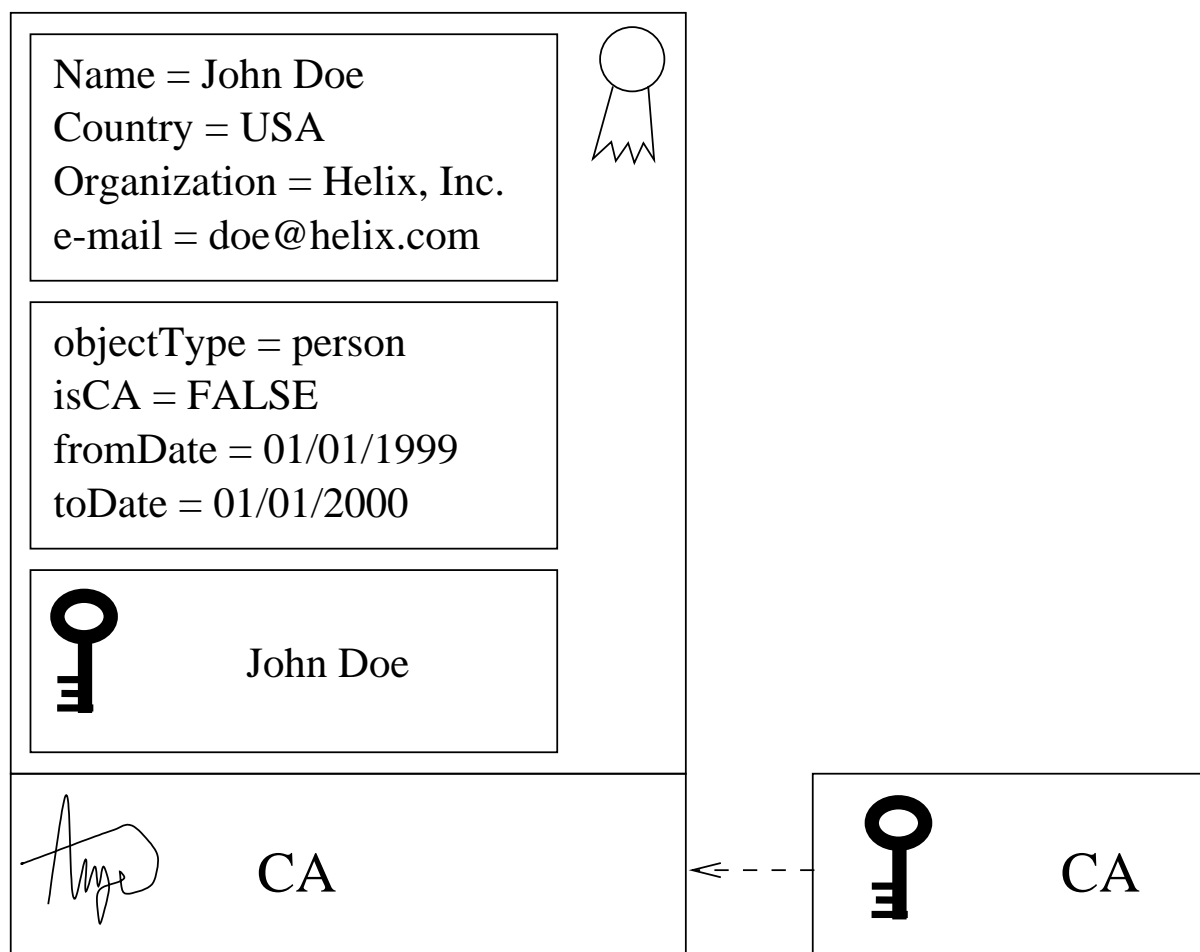 Name = John Doe
Country = USA
Organization = Helix, Inc.
e-mail = doe@helix.com
objectType = person
isCA = FALSE
fromDate = 01/01/1999
toDate = 01/01/2000
John Doe
CA
CA